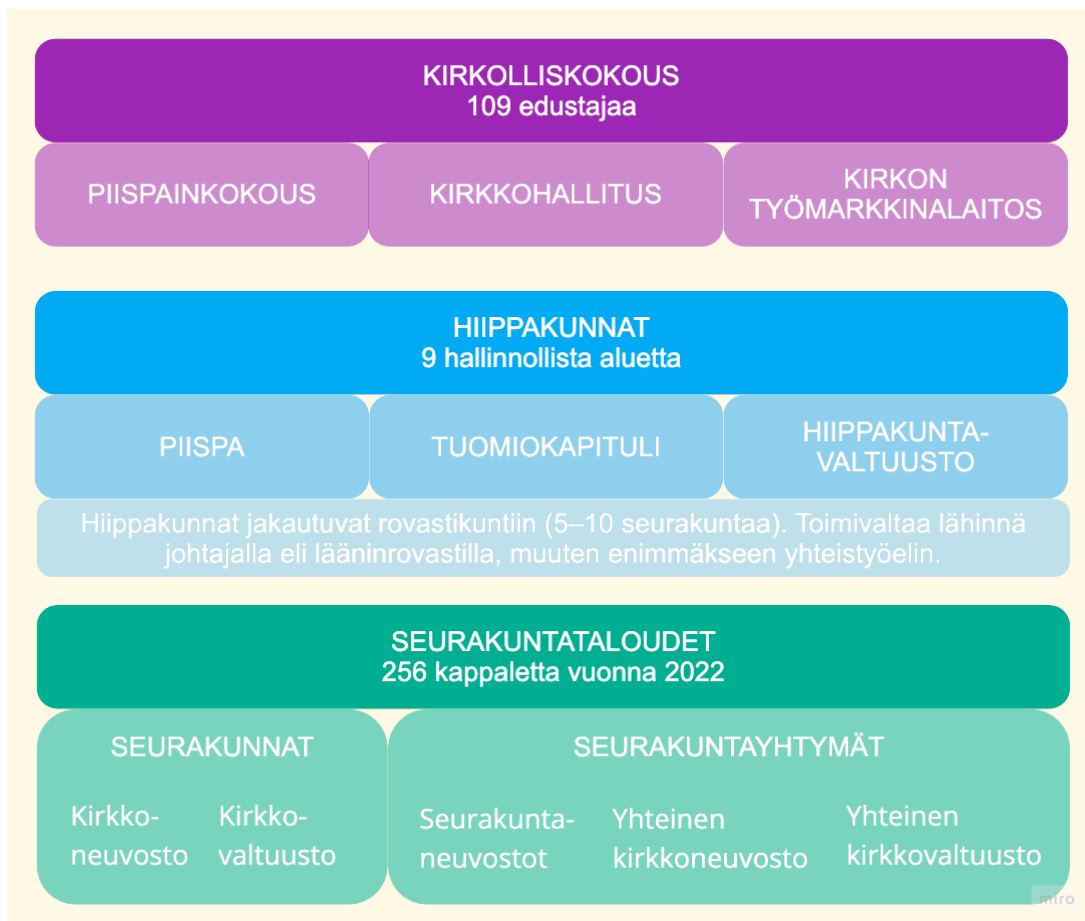 KIRKOLLISKOKOUS
109 edustajaa
PIISPAINKOKOUS
KIRKKOHALLITUS
KIRKON
TYÖMARKKINALAITOS
HIIPPAKUNNAT
9 hallinnollista aluetta
PIISPA
TUOMIOKAPITULI
HIIPPAKUNTA-
VALTUUSTO
Hiippakunnat jakautuvat rovastikuntiin (5–10 seurakuntaa). Toimivaltaa lähinnä
johtajalla eli lääninrovastilla, muuten enimmäkseen yhteistyöelin.
SEURAKUNTATALOUDET
256 kappaletta vuonna 2022
SEURAKUNNAT
Kirkko-
neuvosto
Kirkko-
valtuusto
SEURAKUNTAYHTYMÄT
Seurakunta-
neuvostot
Yhteinen
kirkkoneuvosto
Yhteinen
kirkkovaltuusto
miro